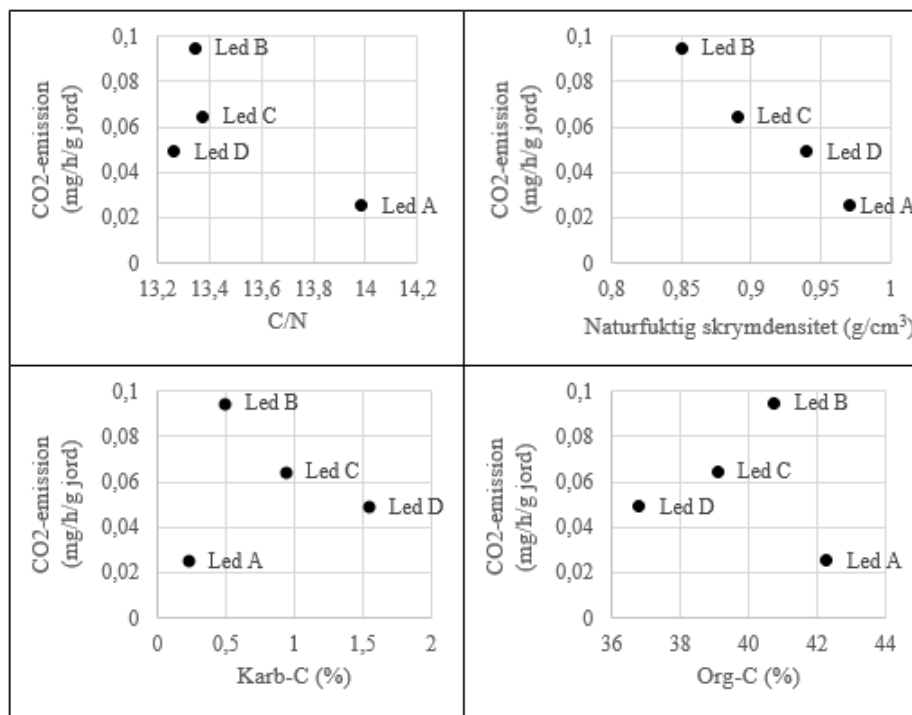 CO2-emission
(mg/h/g jord)
0,1
0,08
0,06
0,04
0,02
0
Led B
Led C
Led D
Led A
13,2 13,4 13,6 13,8 14 14,2
C/N
CO2-emission
(mg/h/g jord)
0,1
0,08
0,06
0,04
0,02
0
Led B
Led C
Led D
Led A
0,8 0,85 0,9 0,95 1
Naturfuktig skrymdensitet (g/cm³)
CO2-emission
(mg/h/g jord)
0,1
0,08
0,06
0,04
0,02
0
Led B
Led C
Led D
Led A
0 0,5 1 1,5 2
Karb-C (%)
CO2-emission
(mg/h/g jord)
0,1
0,08
0,06
0,04
0,02
0
Led B
Led C
Led D
Led A
36 38 40 42 44
Org-C (%)